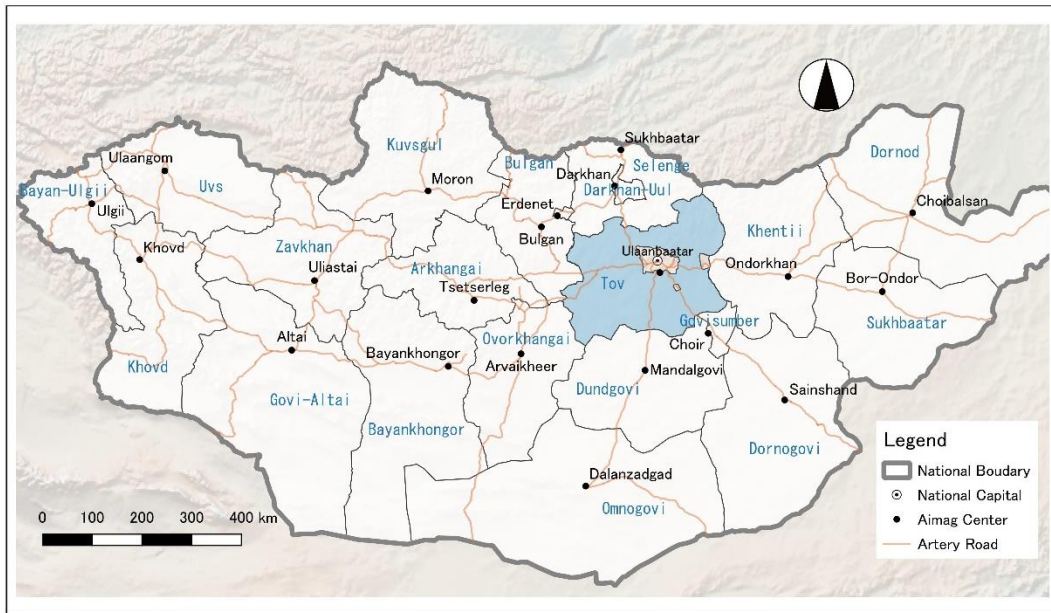 Sukhbaatar
Kuvsgul
Bulgan
Selenge
Dornod
Ulaangom
Darkhan
Bayan-Ulgii
Uvs
Moron
Darkhan-Uul
Ulgii
Erdenet
Choibalsan
Bulgan
Khentii
Khovd
Zavkhan
Ulaanbaatar
Arkhangai
Uliastai
Tov
Ondorkhan
Bor-Ondor
Tsetserleg
Sukhbaatar
Govisumber
Altai
Ovorkhangai
Choir
Bayankhongor
Arvaikheer
Khovd
Mandalgovi
Dundgovi
Sainshand
Govi-Altai
Bayankhongor
Dornogovi
Dalanzadgad
Omnogovi
Legend
National Boudary
National Capital
Aimag Center
Artery Road
0 100 200 300 400 km